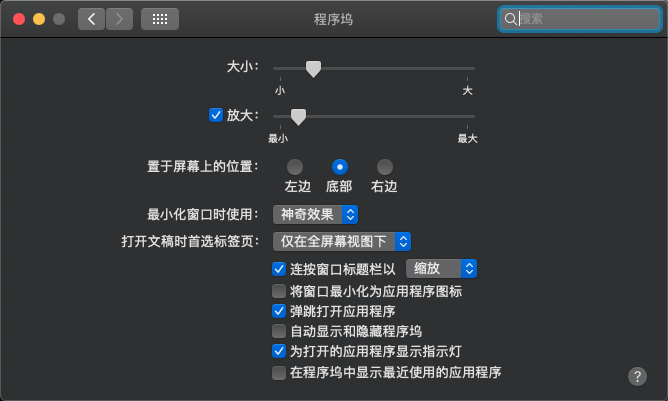 程序坞
搜索
大小:
小 大
放大:
最小 最大
置于屏幕上的位置:
左边 底部 右边
最小化窗口时使用: 神奇效果
打开文稿时首选标签页: 仅在全屏幕视图下
连按窗口标题栏以 缩放
将窗口最小化为应用程序图标
弹跳打开应用程序
自动显示和隐藏程序坞
为打开的应用程序显示指示灯
在程序坞中显示最近使用的应用程序
?